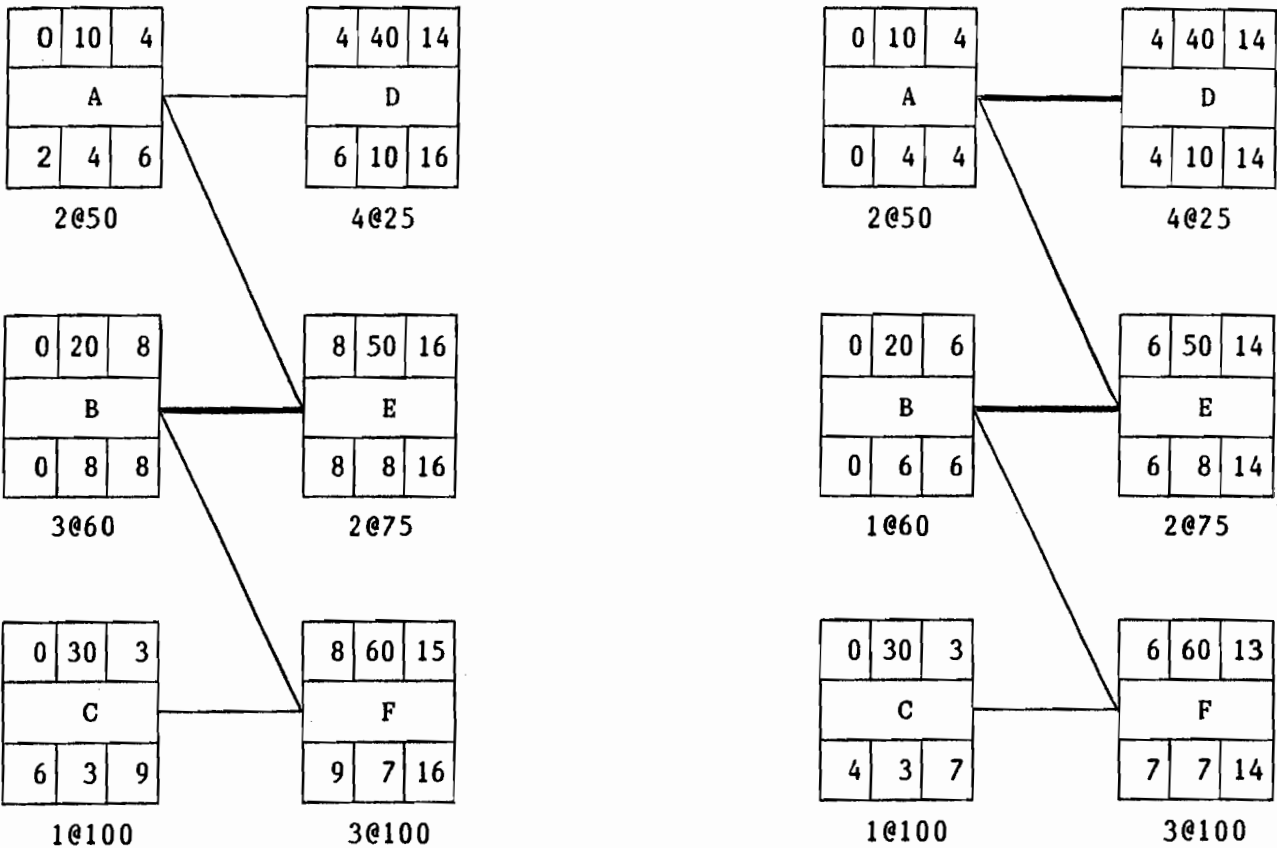 0 10 4
A
2 4 6
2@50
4 40 14
D
6 10 16
4@25
0 20 8
B
0 8 8
3@60
8 50 16
E
8 8 16
2@75
0 30 3
C
6 3 9
1@100
8 60 15
F
9 7 16
3@100
0 10 4
A
0 4 4
2@50
4 40 14
D
4 10 14
4@25
0 20 6
B
0 6 6
1@60
6 50 14
E
6 8 14
2@75
0 30 3
C
4 3 7
1@100
6 60 13
F
7 7 14
3@100